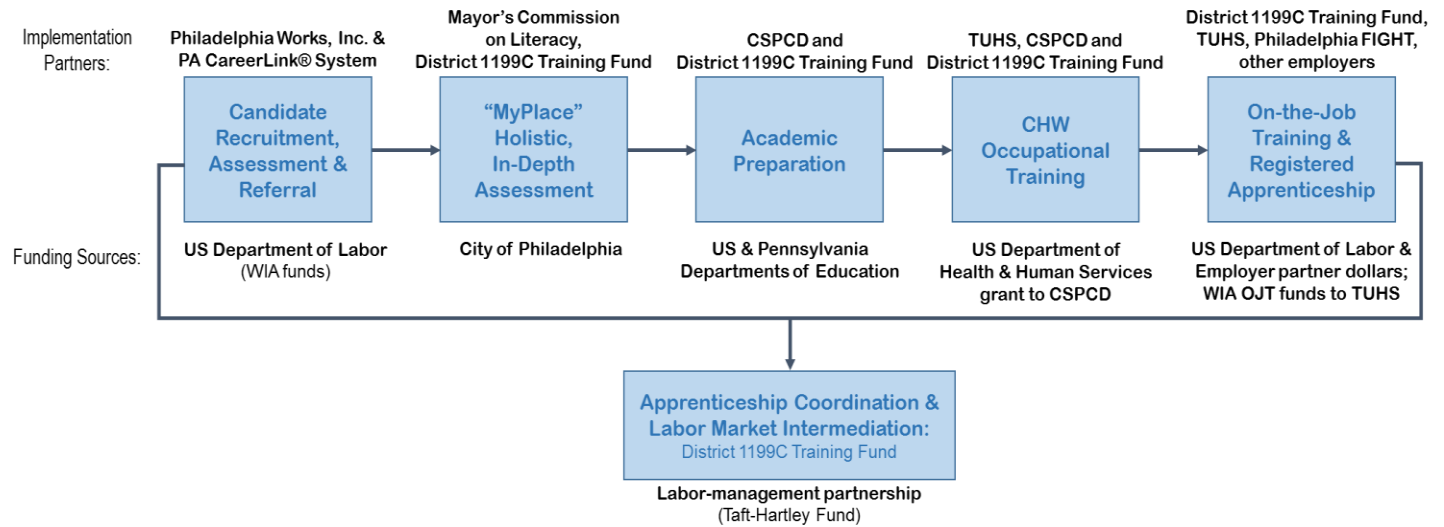 Implementation
Partners:
Philadelphia Works, Inc. &
PA CareerLink® System
Mayor's Commission
on Literacy,
District 1199C Training Fund
CSPCD and
District 1199C Training Fund
TUHS, CSPCD and
District 1199C Training Fund
District 1199C Training Fund,
TUHS, Philadelphia FIGHT,
other employers
Candidate
Recruitment,
Assessment &
Referral
“MyPlace”
Holistic,
In-Depth
Assessment
Academic
Preparation
CHW
Occupational
Training
On-the-Job
Training &
Registered
Apprenticeship
Funding Sources:
US Department of Labor
(WIA funds)
City of Philadelphia
US & Pennsylvania
Departments of Education
US Department of
Health & Human Services
grant to CSPCD
US Department of Labor &
Employer partner dollars;
WIA OJT funds to TUHS
Apprenticeship Coordination &
Labor Market Intermediation:
District 1199C Training Fund
Labor-management partnership
(Taft-Hartley Fund)